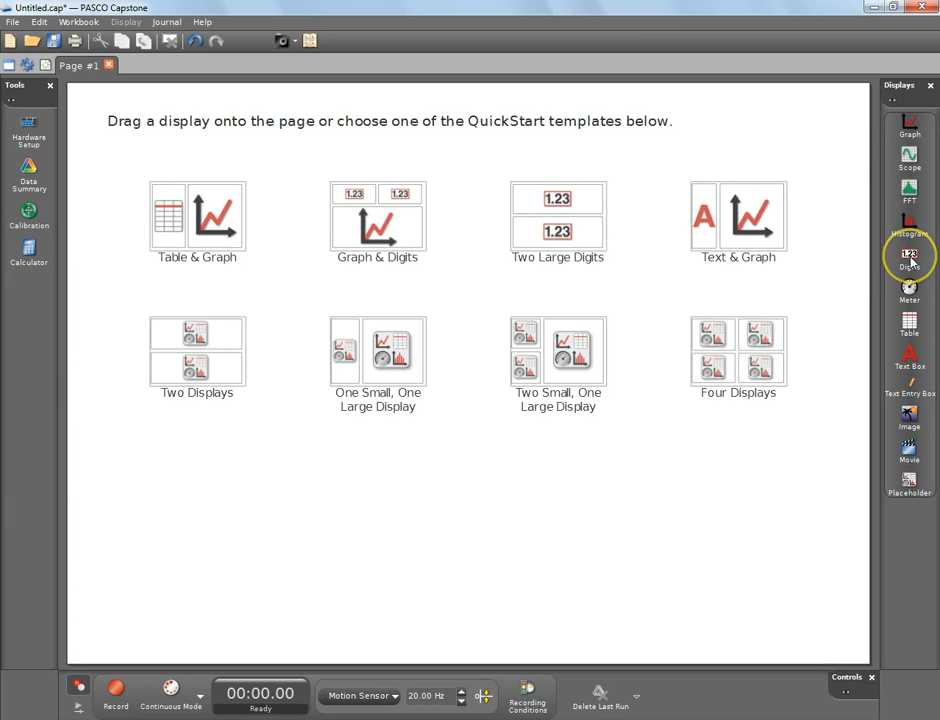 Untitled.cap* — PASCO Capstone
File Edit Workbook Display Journal Help
Page #1
Tools
Displays
Drag a display onto the page or choose one of the QuickStart templates below.
Hardware
Setup
Data
Summary
Calibration
Calculator
1.23 1.23
1.23
1.23
A
Table & Graph Graph & Digits Two Large Digits Text & Graph
Two Displays One Small, One
Large Display Two Small, One
Large Display Four Displays
Graph
Scope
FFT
Histogram
1.23
Digits
Meter
Table
A
Text Box
Text Entry Box
Image
Movie
Placeholder
Record
Continuous Mode
00:00.00
Ready
Motion Sensor
20.00 Hz
Recording
Conditions
Delete Last Run
Controls